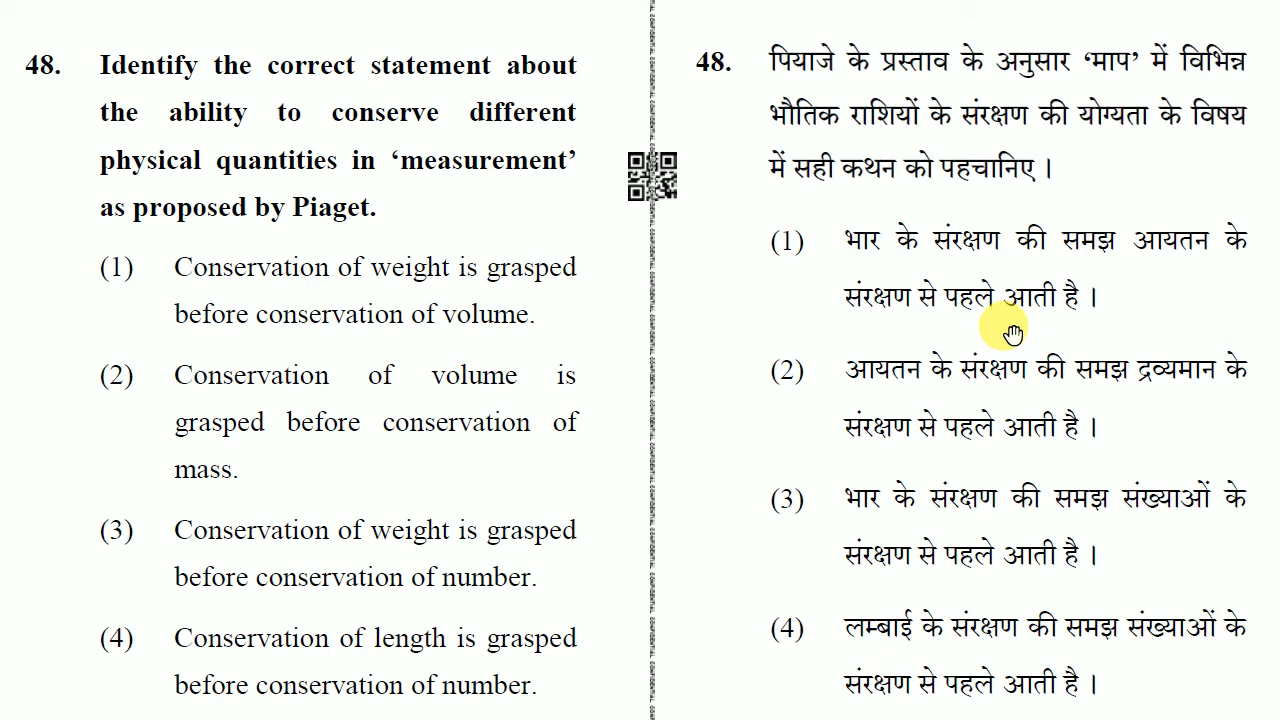 48. Identify the correct statement about
the ability to conserve different
physical quantities in ‘measurement’
as proposed by Piaget.
(1) Conservation of weight is grasped
before conservation of volume.
(2) Conservation of volume is
grasped before conservation of
mass.
(3) Conservation of weight is grasped
before conservation of number.
(4) Conservation of length is grasped
before conservation of number.
48. पियाजे के प्रस्ताव के अनुसार ‘माप’ में विभिन्न
भौतिक राशियों के संरक्षण की योग्यता के विषय
में सही कथन को पहचानिए ।
(1) भार के संरक्षण की समझ आयतन के
संरक्षण से पहले आती है ।
(2) आयतन के संरक्षण की समझ द्रव्यमान के
संरक्षण से पहले आती है ।
(3) भार के संरक्षण की समझ संख्याओं के
संरक्षण से पहले आती है ।
(4) लम्बाई के संरक्षण की समझ संख्याओं के
संरक्षण से पहले आती है ।